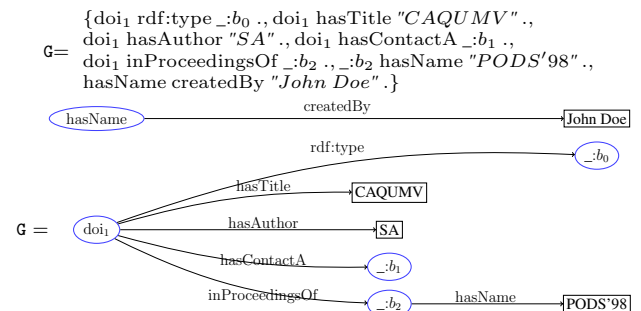 {doi₁ rdf:type _:b₀ ., doi₁ hasTitle "CAQUMV" .,
G= doi₁ hasAuthor "SA" ., doi₁ hasContactA _:b₁ .,
doi₁ inProceedingsOf _:b₂ ., _:b₂ hasName "PODS'98" .,
hasName createdBy "John Doe" .}
createdBy
hasName John Doe
rdf:type
_:b₀
hasTitle CAQUMV
hasAuthor
G = doi₁ SA
hasContactA _:b₁
inProceedingsOf _:b₂ hasName PODS'98